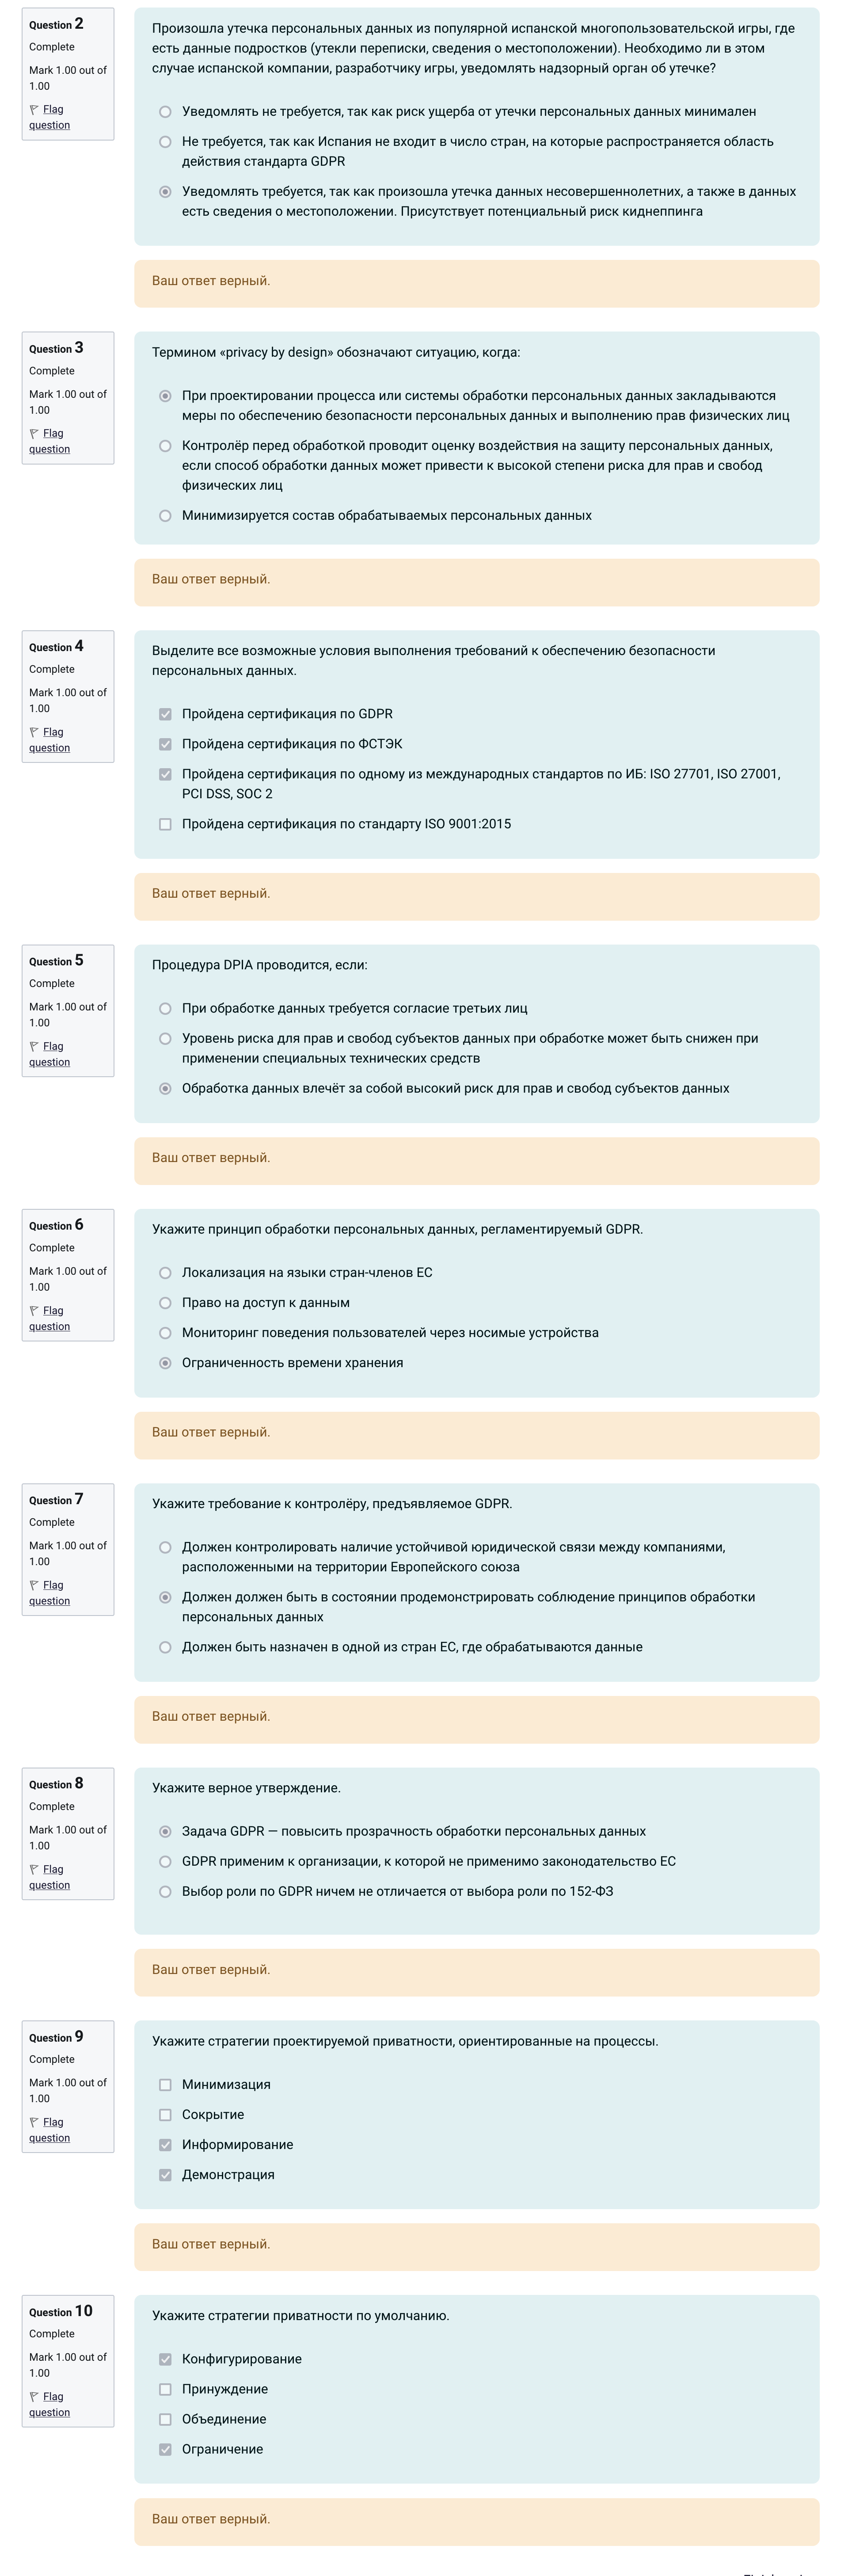 Question 2
Complete
Mark 1.00 out of
1.00
Flag
question
Произошла утечка персональных данных из популярной испанской многопользовательской игры, где
есть данные подростков (утекли переписки, сведения о местоположении). Необходимо ли в этом
случае испанской компании, разработчику игры, уведомлять надзорный орган об утечке?
Уведомлять не требуется, так как риск ущерба от утечки персональных данных минимален
Не требуется, так как Испания не входит в число стран, на которые распространяется область
действия стандарта GDPR
Уведомлять требуется, так как произошла утечка данных несовершеннолетних, а также в данных
есть сведения о местоположении. Присутствует потенциальный риск киднеппинга
Ваш ответ верный.
Question 3
Complete
Mark 1.00 out of
1.00
Flag
question
Термином «privacy by design» обозначают ситуацию, когда:
При проектировании процесса или системы обработки персональных данных закладываются
меры по обеспечению безопасности персональных данных и выполнению прав физических лиц
Контролёр перед обработкой проводит оценку воздействия на защиту персональных данных,
если способ обработки данных может привести к высокой степени риска для прав и свобод
физических лиц
Минимизируется состав обрабатываемых персональных данных
Ваш ответ верный.
Question 4
Complete
Mark 1.00 out of
1.00
Flag
question
Выделите все возможные условия выполнения требований к обеспечению безопасности
персональных данных.
Пройдена сертификация по GDPR
Пройдена сертификация по ФСТЭК
Пройдена сертификация по одному из международных стандартов по ИБ: ISO 27701, ISO 27001,
PCI DSS, SOC 2
Пройдена сертификация по стандарту ISO 9001:2015
Ваш ответ верный.
Question 5
Complete
Mark 1.00 out of
1.00
Flag
question
Процедура DPIA проводится, если:
При обработке данных требуется согласие третьих лиц
Уровень риска для прав и свобод субъектов данных при обработке может быть снижен при
применении специальных технических средств
Обработка данных влечёт за собой высокий риск для прав и свобод субъектов данных
Ваш ответ верный.
Question 6
Complete
Mark 1.00 out of
1.00
Flag
question
Укажите принцип обработки персональных данных, регламентируемый GDPR.
Локализация на языки стран-членов ЕС
Право на доступ к данным
Мониторинг поведения пользователей через носимые устройства
Ограниченность времени хранения
Ваш ответ верный.
Question 7
Complete
Mark 1.00 out of
1.00
Flag
question
Укажите требование к контролёру, предъявляемое GDPR.
Должен контролировать наличие устойчивой юридической связи между компаниями,
расположенными на территории Европейского союза
Должен должен быть в состоянии продемонстрировать соблюдение принципов обработки
персональных данных
Должен быть назначен в одной из стран ЕС, где обрабатываются данные
Ваш ответ верный.
Question 8
Complete
Mark 1.00 out of
1.00
Flag
question
Укажите верное утверждение.
Задача GDPR — повысить прозрачность обработки персональных данных
GDPR применим к организации, к которой не применимо законодательство ЕС
Выбор роли по GDPR ничем не отличается от выбора роли по 152-ФЗ
Ваш ответ верный.
Question 9
Complete
Mark 1.00 out of
1.00
Flag
question
Укажите стратегии проектируемой приватности, ориентированные на процессы.
Минимизация
Сокрытие
Информирование
Демонстрация
Ваш ответ верный.
Question 10
Complete
Mark 1.00 out of
1.00
Flag
question
Укажите стратегии приватности по умолчанию.
Конфигурирование
Принуждение
Объединение
Ограничение
Ваш ответ верный.